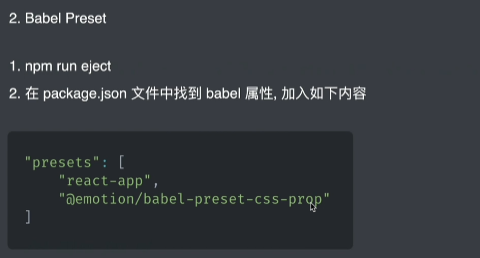 2. Babel Preset
1. npm run eject
2. 在 package.json 文件中找到 babel 属性, 加入如下内容
"presets": [
"react-app",
"@emotion/babel-preset-css-prop"
]